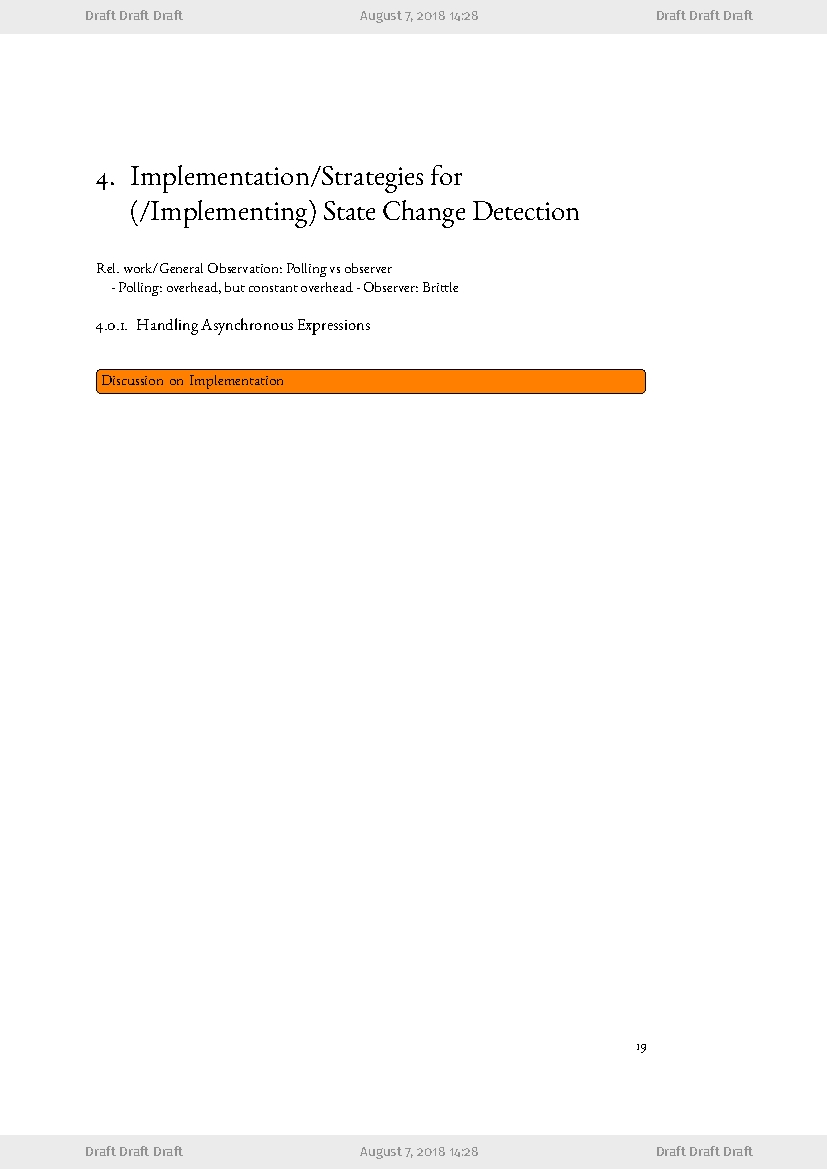 Draft Draft Draft August 7, 2018 14:28 Draft Draft Draft
4. Implementation/Strategies for
(/Implementing) State Change Detection
Rel. work/General Observation: Polling vs observer
- Polling: overhead, but constant overhead - Observer: Brittle
4.0.1. Handling Asynchronous Expressions
Discussion on Implementation
19
Draft Draft Draft August 7, 2018 14:28 Draft Draft Draft